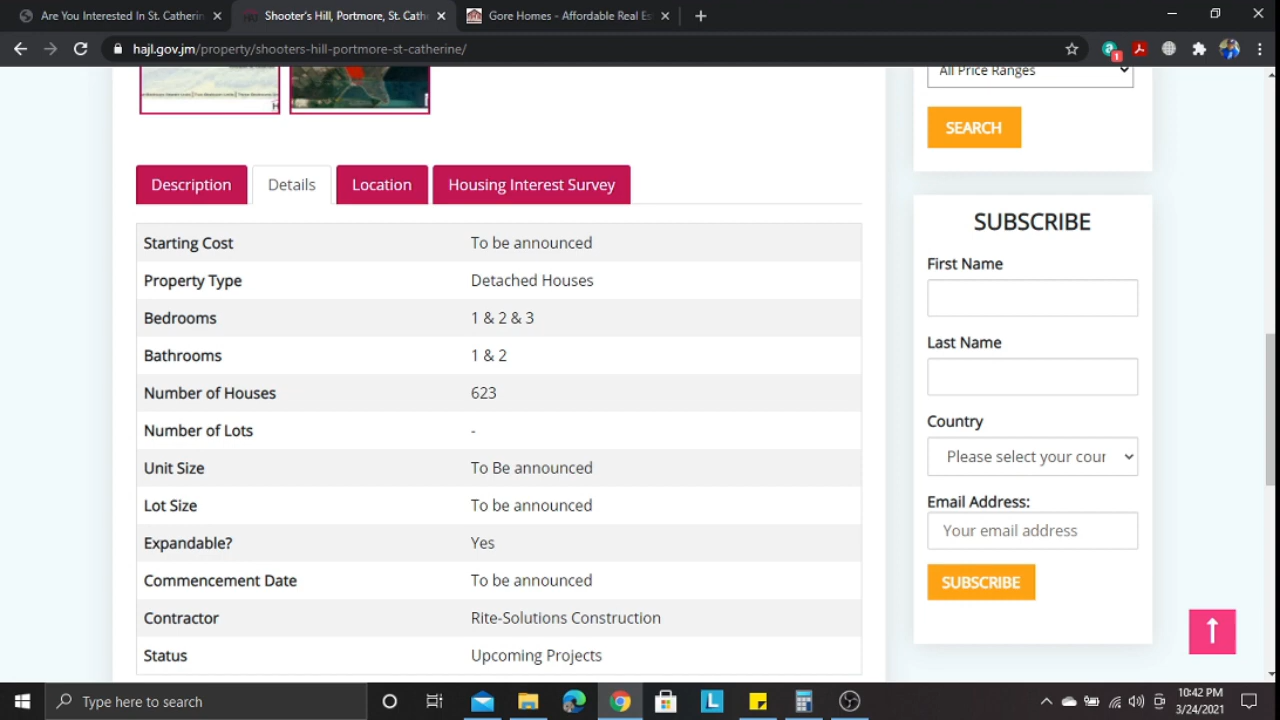 Are You Interested In St. Catherin
Shooter's Hill, Portmore, St. Cath
Gore Homes - Affordable Real Es
hajl.gov.jm/property/shooters-hill-portmore-st-catherine/
1
All Price Ranges
SEARCH
Description
Details
Location
Housing Interest Survey
Starting Cost To be announced
Property Type Detached Houses
Bedrooms 1 & 2 & 3
Bathrooms 1 & 2
Number of Houses 623
Number of Lots -
Unit Size To Be announced
Lot Size To be announced
Expandable? Yes
Commencement Date To be announced
Contractor Rite-Solutions Construction
Status Upcoming Projects
SUBSCRIBE
First Name
Last Name
Country
Please select your cour
Email Address:
Your email address
SUBSCRIBE
Type here to search
L
10:42 PM
3/24/2021